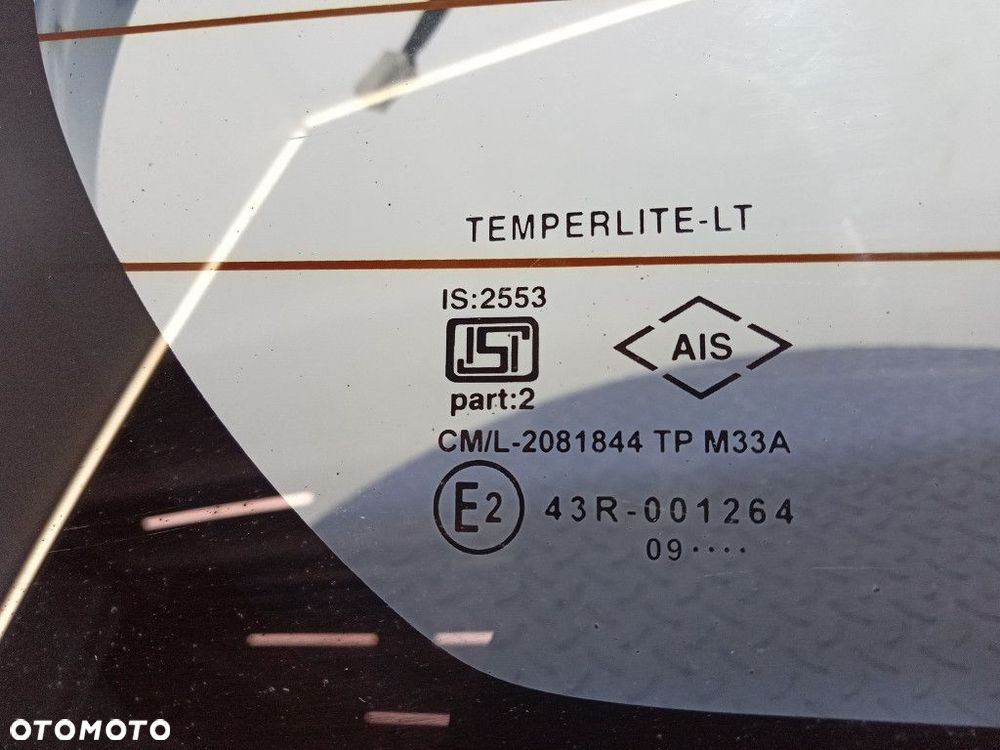 TEMPERLITE-LT
IS:2553
ISI
AIS
part:2
CM/L-2081844 TP M33A
E2 43R-001264
09····
OTOMOTO